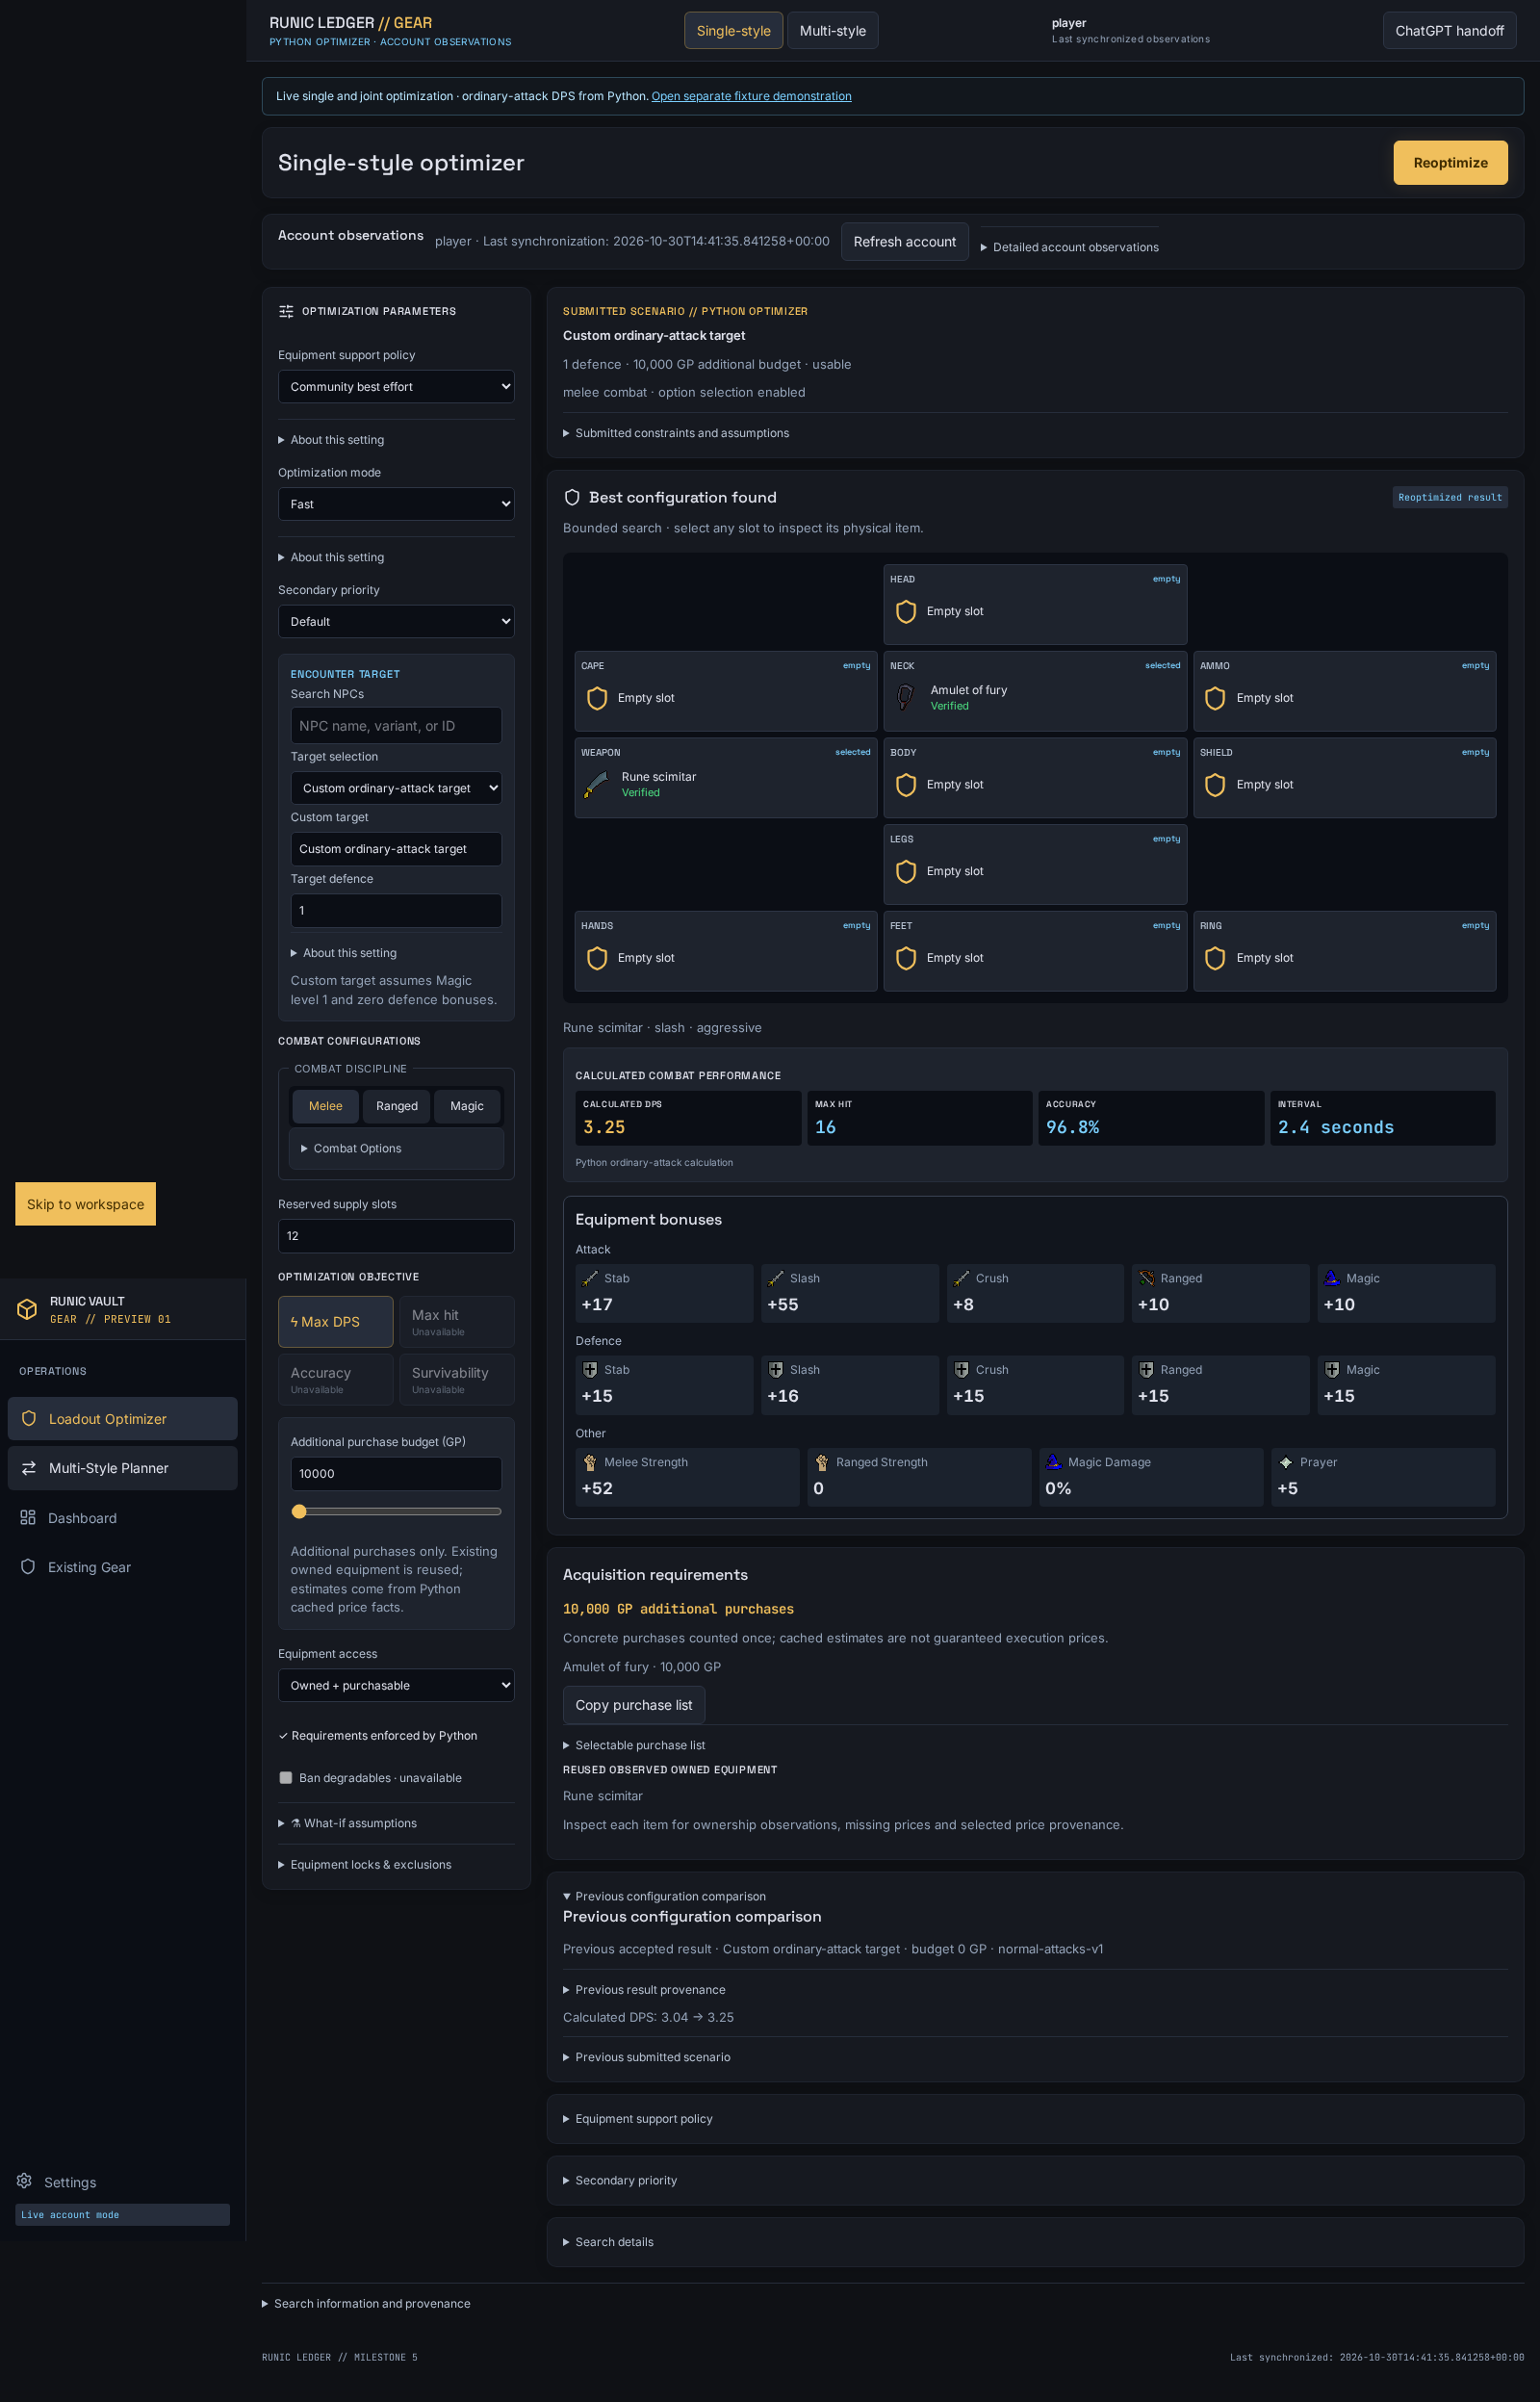 RUNIC LEDGER // GEAR
PYTHON OPTIMIZER · ACCOUNT OBSERVATIONS
Single-style
Multi-style
player
Last synchronized observations
ChatGPT handoff
Live single and joint optimization · ordinary-attack DPS from Python. Open separate fixture demonstration
Single-style optimizer
Reoptimize
Account observations
player · Last synchronization: 2026-10-30T14:41:35.841258+00:00
Refresh account
Detailed account observations
Skip to workspace
RUNIC VAULT
GEAR // PREVIEW 01
OPERATIONS
Loadout Optimizer
Multi-Style Planner
Dashboard
Existing Gear
Settings
Live account mode
OPTIMIZATION PARAMETERS
Equipment support policy
Community best effort
About this setting
Optimization mode
Fast
About this setting
Secondary priority
Default
ENCOUNTER TARGET
Search NPCs
NPC name, variant, or ID
Target selection
Custom ordinary-attack target
Custom target
Custom ordinary-attack target
Target defence
1
About this setting
Custom target assumes Magic
level 1 and zero defence bonuses.
COMBAT CONFIGURATIONS
COMBAT DISCIPLINE
Melee
Ranged
Magic
Combat Options
Reserved supply slots
12
OPTIMIZATION OBJECTIVE
ϟ Max DPS
Max hit
Unavailable
Accuracy
Unavailable
Survivability
Unavailable
Additional purchase budget (GP)
10000
Additional purchases only. Existing
owned equipment is reused;
estimates come from Python
cached price facts.
Equipment access
Owned + purchasable
✓ Requirements enforced by Python
Ban degradables · unavailable
⚗ What-if assumptions
Equipment locks & exclusions
SUBMITTED SCENARIO // PYTHON OPTIMIZER
Custom ordinary-attack target
1 defence · 10,000 GP additional budget · usable
melee combat · option selection enabled
Submitted constraints and assumptions
Best configuration found
Reoptimized result
Bounded search · select any slot to inspect its physical item.
HEAD
empty
Empty slot
CAPE
empty
Empty slot
NECK
selected
Amulet of fury
Verified
AMMO
empty
Empty slot
WEAPON
selected
Rune scimitar
Verified
BODY
empty
Empty slot
SHIELD
empty
Empty slot
LEGS
empty
Empty slot
HANDS
empty
Empty slot
FEET
empty
Empty slot
RING
empty
Empty slot
Rune scimitar · slash · aggressive
CALCULATED COMBAT PERFORMANCE
CALCULATED DPS
3.25
MAX HIT
16
ACCURACY
96.8%
INTERVAL
2.4 seconds
Python ordinary-attack calculation
Equipment bonuses
Attack
Stab
+17
Slash
+55
Crush
+8
Ranged
+10
Magic
+10
Defence
Stab
+15
Slash
+16
Crush
+15
Ranged
+15
Magic
+15
Other
Melee Strength
+52
Ranged Strength
0
Magic Damage
0%
Prayer
+5
Acquisition requirements
10,000 GP additional purchases
Concrete purchases counted once; cached estimates are not guaranteed execution prices.
Amulet of fury · 10,000 GP
Copy purchase list
Selectable purchase list
REUSED OBSERVED OWNED EQUIPMENT
Rune scimitar
Inspect each item for ownership observations, missing prices and selected price provenance.
Previous configuration comparison
Previous configuration comparison
Previous accepted result · Custom ordinary-attack target · budget 0 GP · normal-attacks-v1
Previous result provenance
Calculated DPS: 3.04 → 3.25
Previous submitted scenario
Equipment support policy
Secondary priority
Search details
Search information and provenance
RUNIC LEDGER // MILESTONE 5
Last synchronized: 2026-10-30T14:41:35.841258+00:00